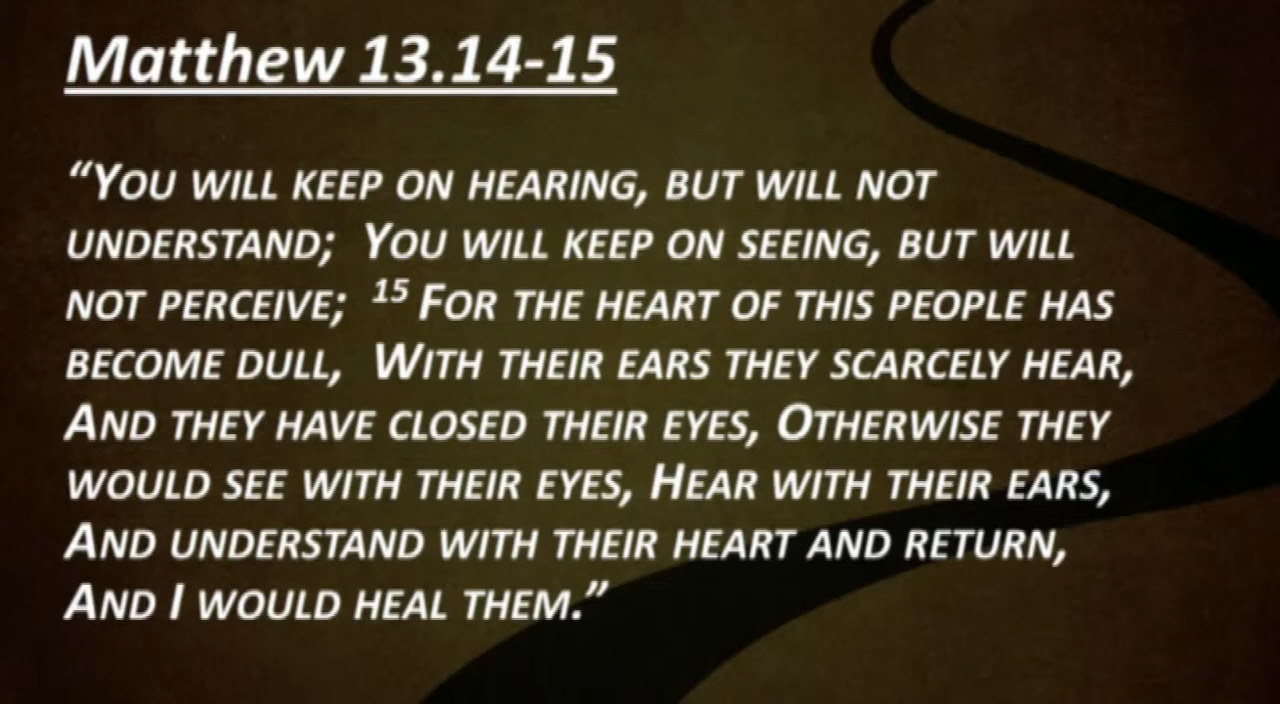 Matthew 13.14-15
“You will keep on hearing, but will not
understand;  You will keep on seeing, but will
not perceive;  15 For the heart of this people has
become dull,  With their ears they scarcely hear,
And they have closed their eyes, Otherwise they
would see with their eyes, Hear with their ears,
And understand with their heart and return,
And I would heal them.”